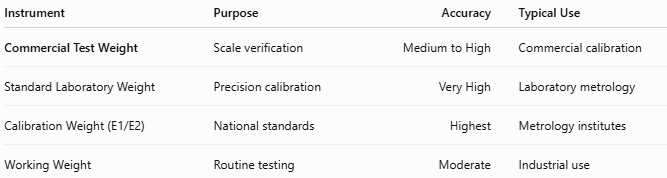 Instrument Purpose Accuracy Typical Use
Commercial Test Weight Scale verification Medium to High Commercial calibration
Standard Laboratory Weight Precision calibration Very High Laboratory metrology
Calibration Weight (E1/E2) National standards Highest Metrology institutes
Working Weight Routine testing Moderate Industrial use